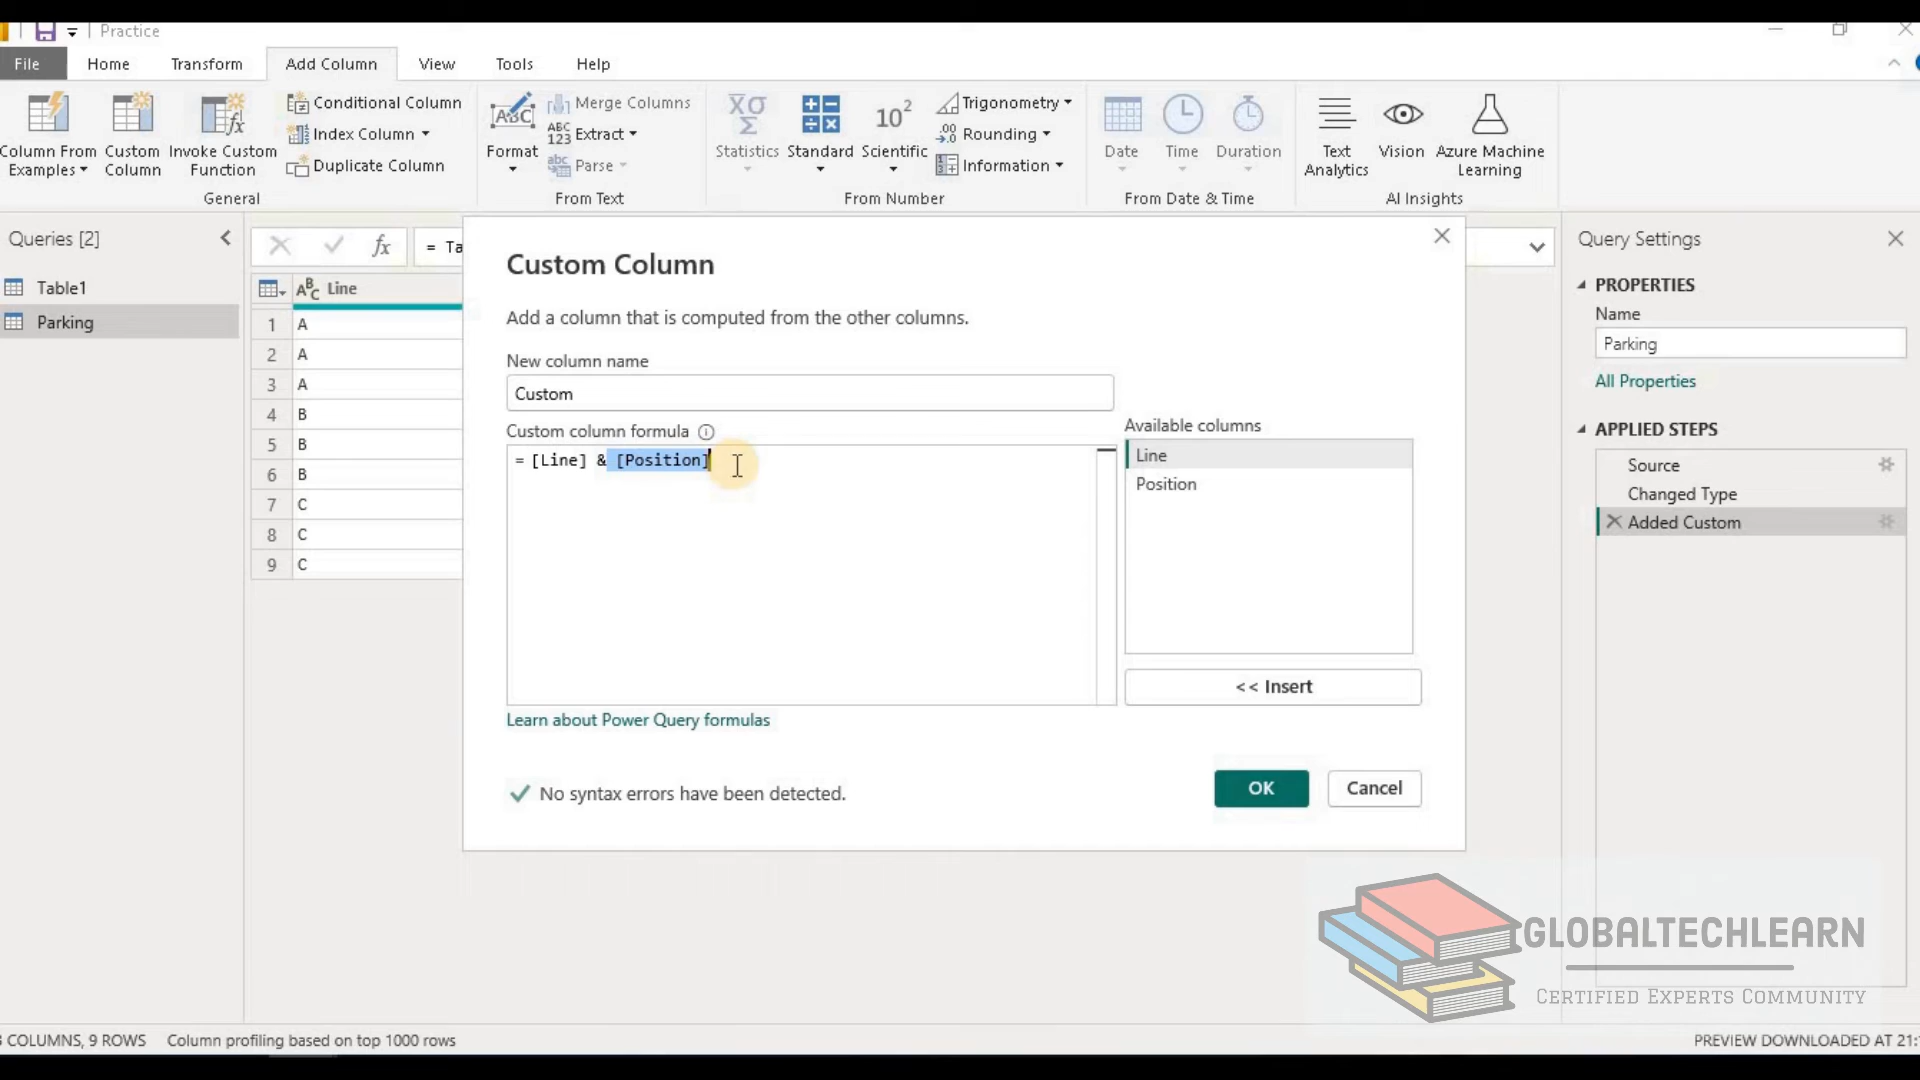 Practice
File Home Transform Add Column View Tools Help
Column From Examples
Custom Column
Invoke Custom Function
Conditional Column
Index Column
Duplicate Column
General
Format
Merge Columns
Extract
Parse
From Text
Statistics
Standard
Scientific
Trigonometry
Rounding
Information
From Number
Date
Time
Duration
From Date & Time
Text Analytics
Vision
Azure Machine Learning
AI Insights
Queries [2]
Table1
Parking
= Ta
Line
1 A
2 A
3 A
4 B
5 B
6 B
7 C
8 C
9 C
Custom Column
Add a column that is computed from the other columns.
New column name
Custom
Custom column formula
= [Line] & [Position]
Available columns
Line
Position
<< Insert
Learn about Power Query formulas
No syntax errors have been detected.
OK
Cancel
Query Settings
PROPERTIES
Name
Parking
All Properties
APPLIED STEPS
Source
Changed Type
Added Custom
GLOBALTECHLEARN
CERTIFIED EXPERTS COMMUNITY
COLUMNS, 9 ROWS Column profiling based on top 1000 rows
PREVIEW DOWNLOADED AT 21: